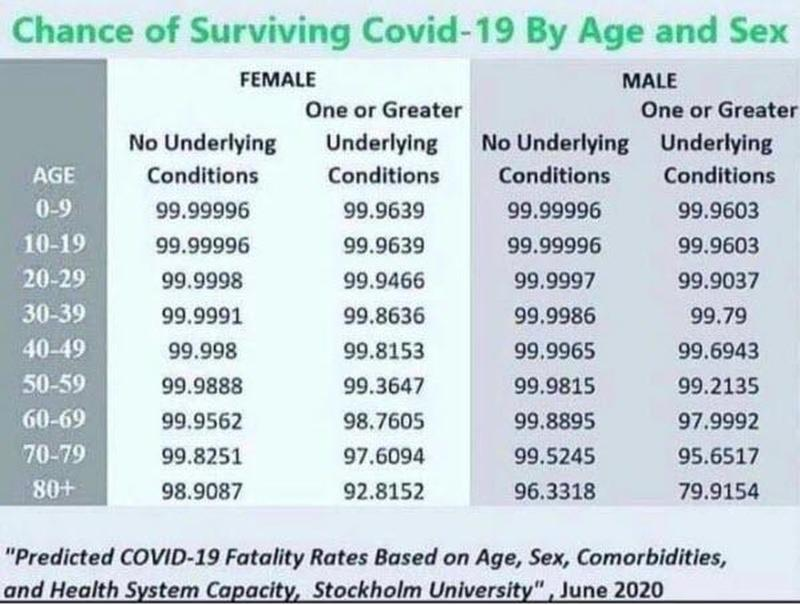 Chance of Surviving Covid-19 By Age and Sex
FEMALE MALE
One or Greater One or Greater
No Underlying Underlying No Underlying Underlying
AGE Conditions Conditions Conditions Conditions
0-9 99.99996 99.9639 99.99996 99.9603
10-19 99.99996 99.9639 99.99996 99.9603
20-29 99.9998 99.9466 99.9997 99.9037
30-39 99.9991 99.8636 99.9986 99.79
40-49 99.998 99.8153 99.9965 99.6943
50-59 99.9888 99.3647 99.9815 99.2135
60-69 99.9562 98.7605 99.8895 97.9992
70-79 99.8251 97.6094 99.5245 95.6517
80+ 98.9087 92.8152 96.3318 79.9154
"Predicted COVID-19 Fatality Rates Based on Age, Sex, Comorbidities,
and Health System Capacity, Stockholm University" , June 2020